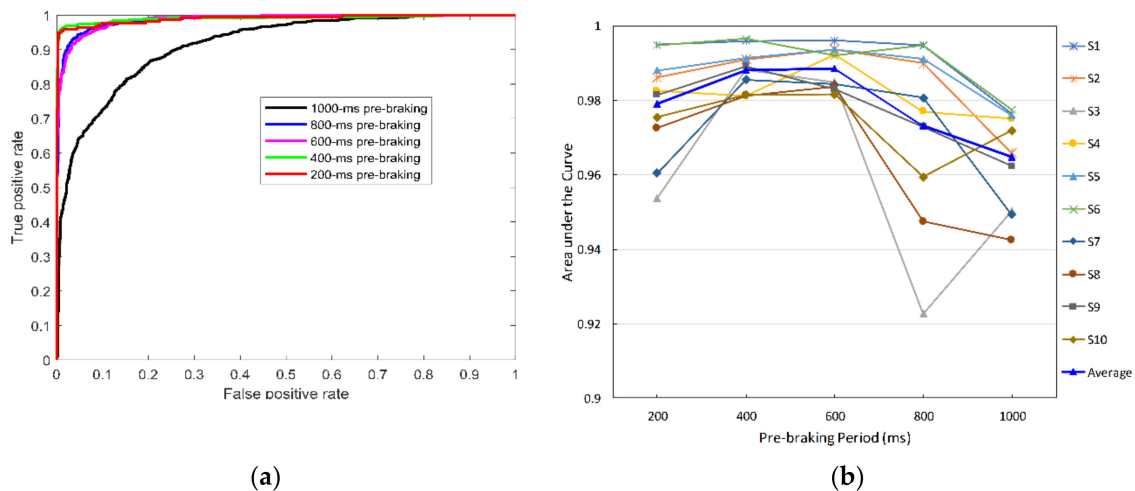 1
0.9
0.8
0.7
0.6
0.5
0.4
0.3
0.2
0.1
0
True positive rate
1000-ms pre-braking
800-ms pre-braking
600-ms pre-braking
400-ms pre-braking
200-ms pre-braking
0 0.1 0.2 0.3 0.4 0.5 0.6 0.7 0.8 0.9 1
False positive rate
(a)
1
0.98
0.96
0.94
0.92
0.9
Area under the Curve
200 400 600 800 1000
Pre-braking Period (ms)
S1
S2
S3
S4
S5
S6
S7
S8
S9
S10
Average
(b)